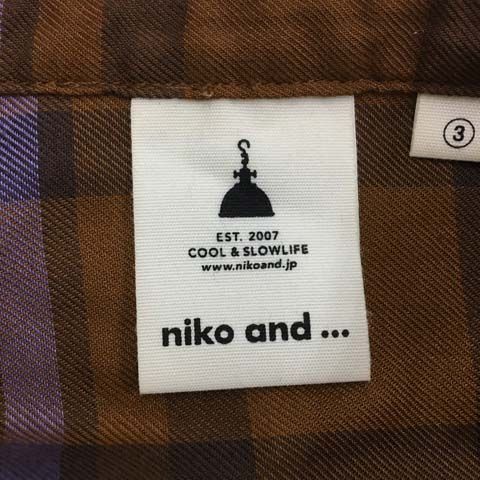 EST. 2007
COOL & SLOWLIFE
www.nikoand.jp
niko and ...
③